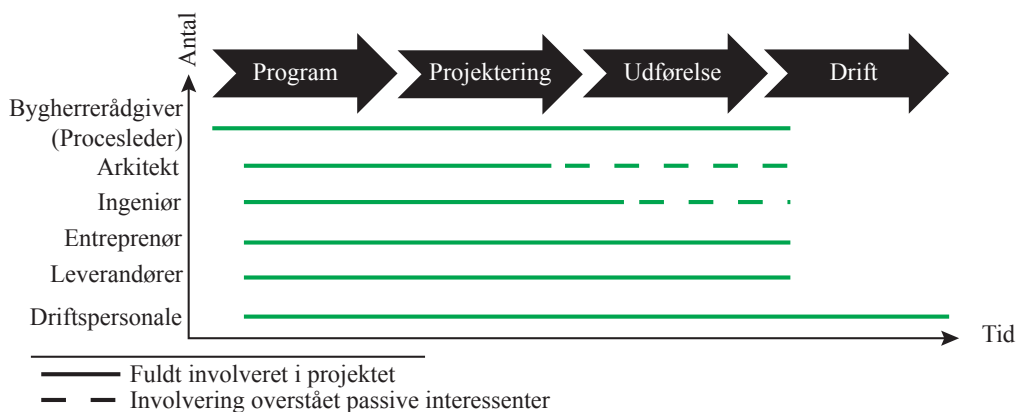 Antal
Program
Projektering
Udførelse
Drift
Bygherrerådgiver
(Procesleder)
Arkitekt
Ingeniør
Entreprenør
Leverandører
Driftspersonale
Tid
Fuldt involveret i projektet
Involvering overstået passive interessenter